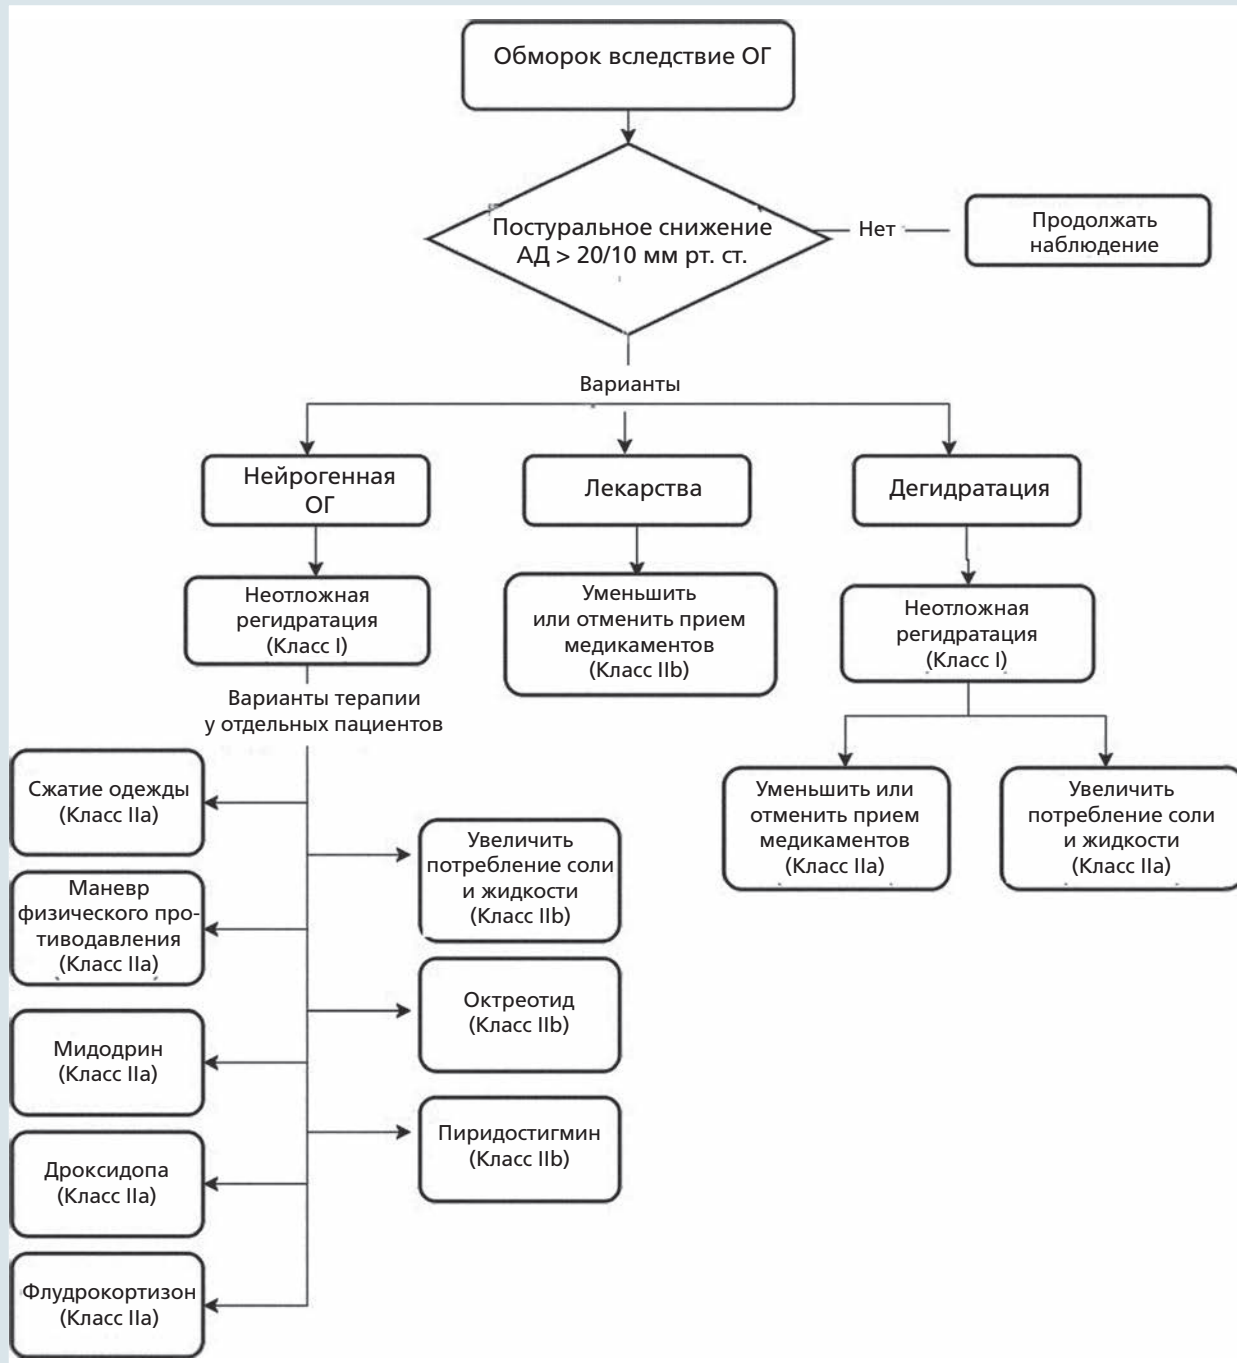 Обморок вследствие ОГ
Постуральное снижение
АД > 20/10 мм рт. ст.
Нет
Продолжать
наблюдение
Варианты
Нейрогенная
ОГ
Лекарства
Дегидратация
Неотложная
регидратация
(Класс I)
Уменьшить
или отменить прием
медикаментов
(Класс IIb)
Неотложная
регидратация
(Класс I)
Варианты терапии
у отдельных пациентов
Сжатие одежды
(Класс IIa)
Маневр
физического про-
тиводавления
(Класс IIa)
Мидодрин
(Класс IIa)
Дроксидопа
(Класс IIa)
Флудрокортизон
(Класс IIa)
Увеличить
потребление соли
и жидкости
(Класс IIb)
Октреотид
(Класс IIb)
Пиридостигмин
(Класс IIb)
Уменьшить или
отменить прием
медикаментов
(Класс IIa)
Увеличить
потребление соли
и жидкости
(Класс IIa)